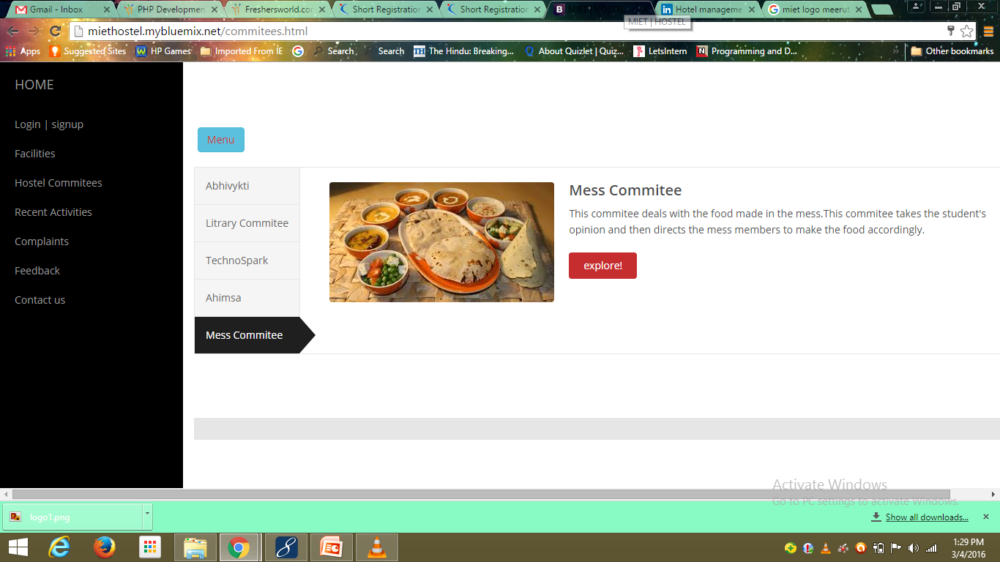 Gmail - Inbox
PHP Developmen
Freshersworld.cor
Short Registration
Short Registration
MIET | HOSTEL
Hotel manageme
miet logo meerut
MIET | HOSTEL
miethostel.mybluemix.net/commitees.html
Apps
Suggested Sites
HP Games
Imported From IE
Search
Search
TH
The Hindu: Breaking...
About Quizlet | Quiz...
LetsIntern
Programming and D...
Other bookmarks
HOME
Login | signup
Facilities
Hostel Commitees
Recent Activities
Complaints
Feedback
Contact us
Menu
Abhivykti
Litrary Commitee
TechnoSpark
Ahimsa
Mess Commitee
Mess Commitee
This commitee deals with the food made in the mess.This commitee takes the student's
opinion and then directs the mess members to make the food accordingly.
explore!
Activate Windows
Go to PC settings to activate Windows.
logo1.png
Show all downloads...
1:29 PM
3/4/2016